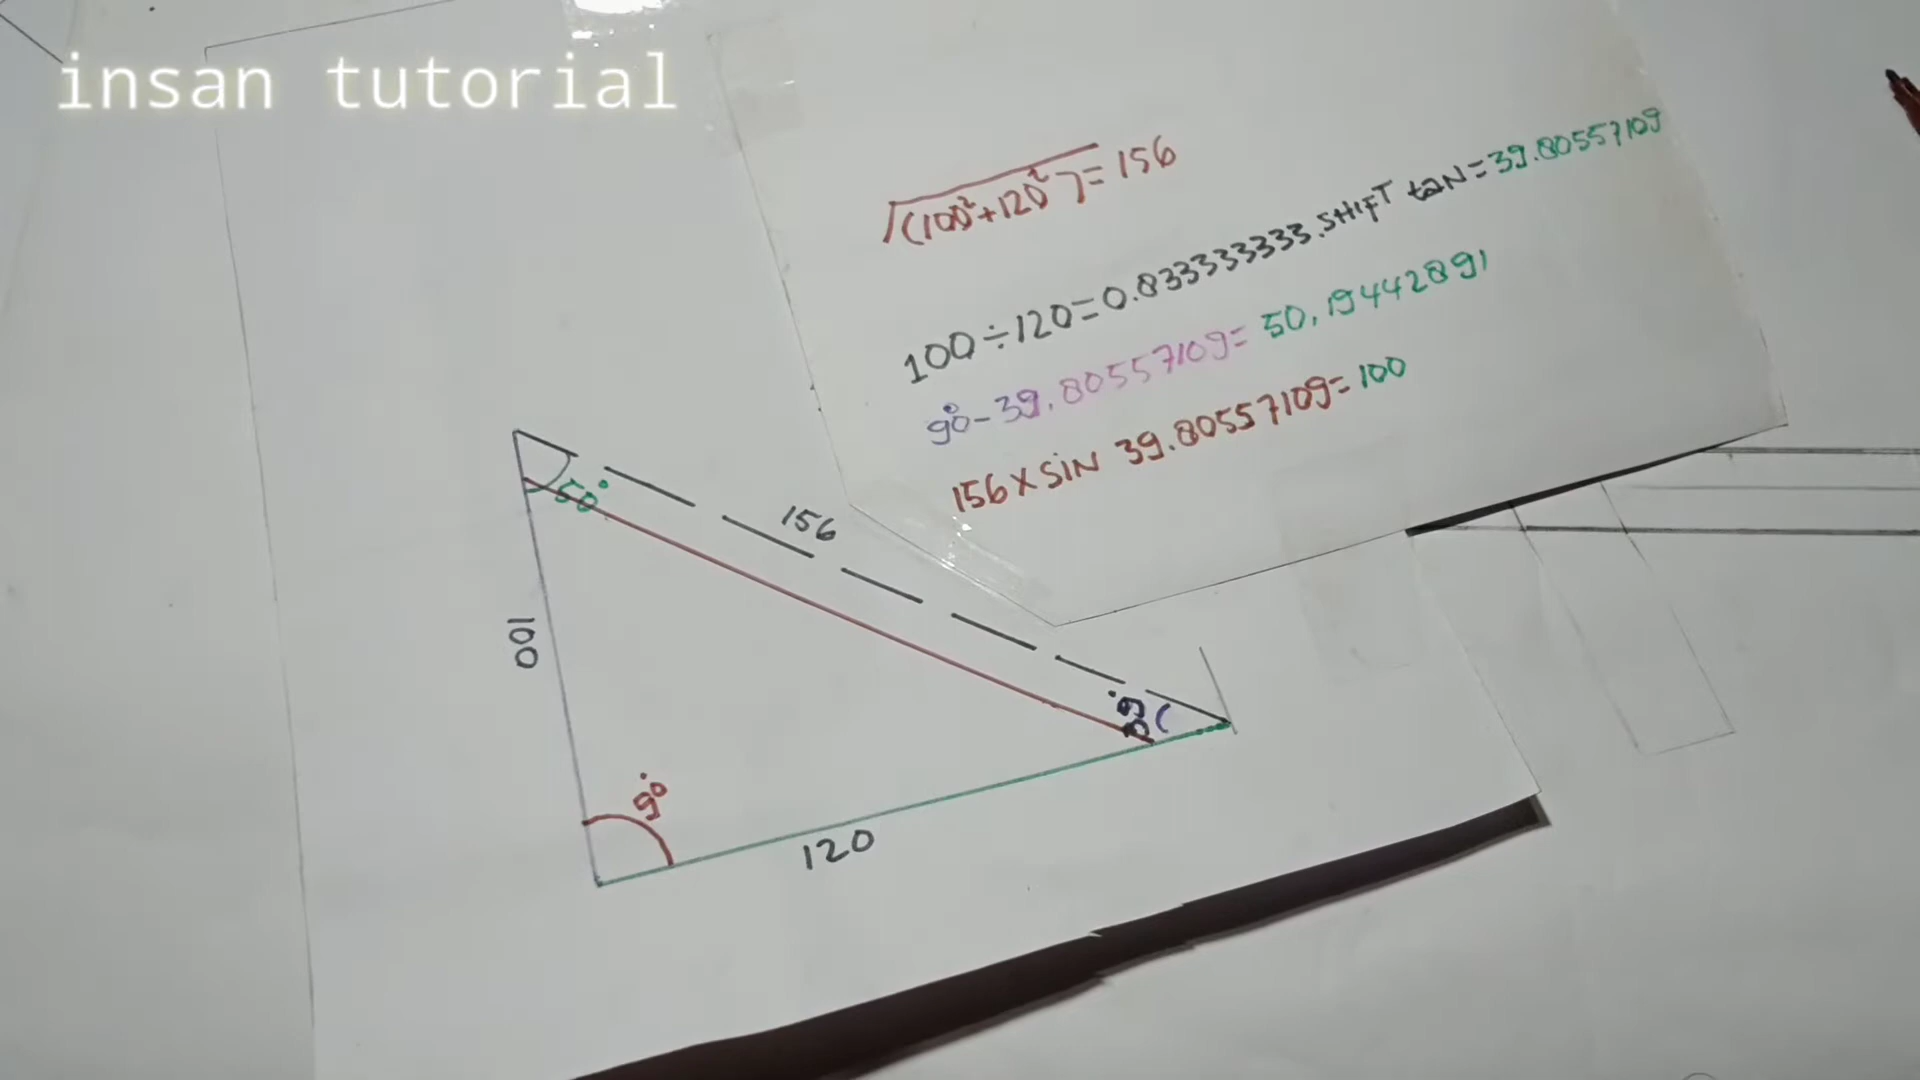 insan tutorial
√(100²+120²)=156
100÷120=0.833333333.SHIFT tan=39.80557109
90°-39.80557109=50.19442891
156×sin 39.80557109=100
50°
156
100
90°
120